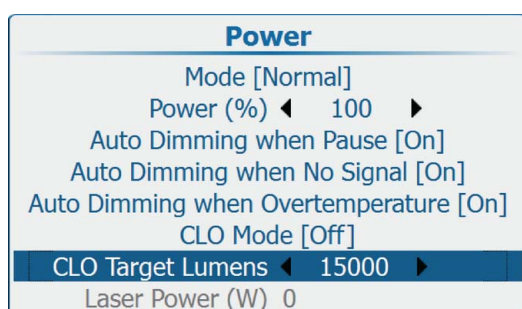 Power
Mode [Normal]
Power (%) 100
Auto Dimming when Pause [On]
Auto Dimming when No Signal [On]
Auto Dimming when Overtemperature [On]
CLO Mode [Off]
CLO Target Lumens 15000
Laser Power (W) 0